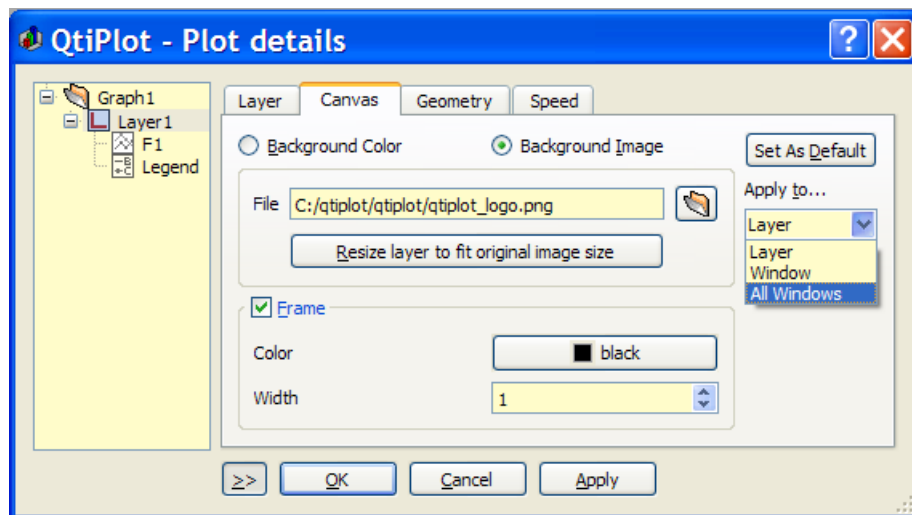 QtiPlot - Plot details
Graph1
Layer1
F1
Legend
Layer Canvas Geometry Speed
Background Color Background Image
File C:/qtiplot/qtiplot/qtiplot_logo.png
Resize layer to fit original image size
Frame
Color black
Width 1
Set As Default
Apply to...
Layer
Layer
Window
All Windows
>> OK Cancel Apply